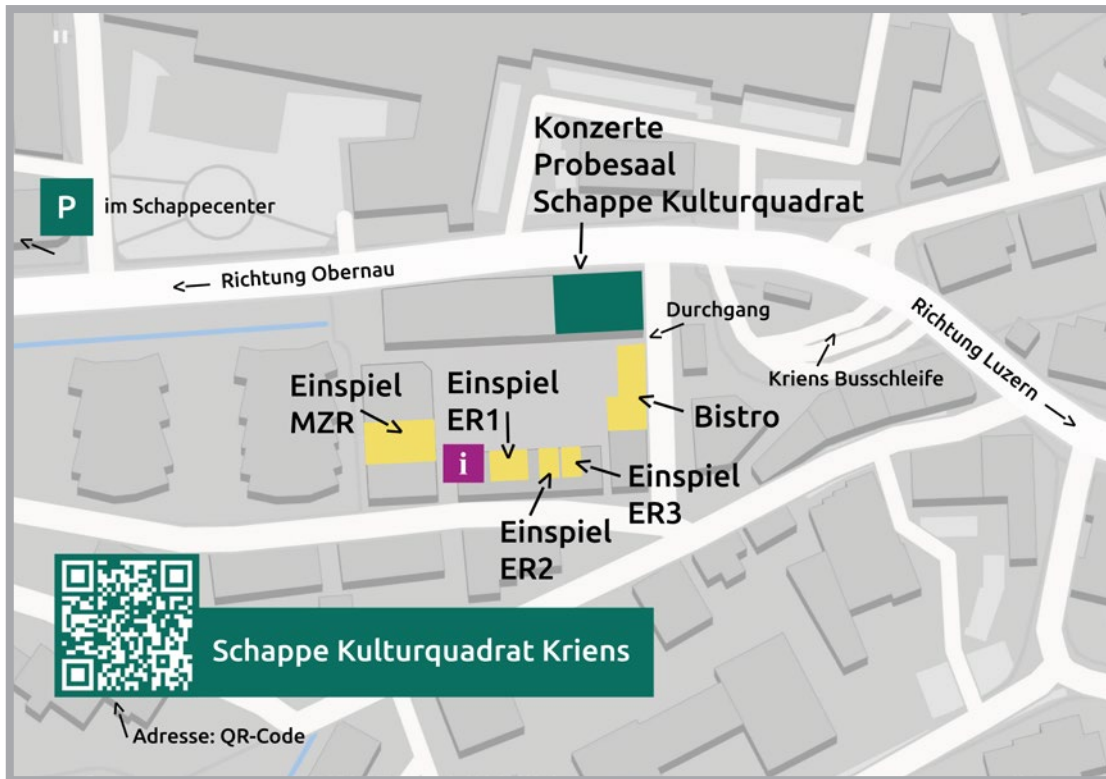 Konzerte
Probesaal
Schappe Kulturquadrat
P
im Schappecenter
← Richtung Obernau
Durchgang
Richtung Luzern →
Kriens Busschleife
Einspiel
MZR
Einspiel
ER1
Bistro
i
Einspiel
ER3
Einspiel
ER2
Schappe Kulturquadrat Kriens
Adresse: QR-Code